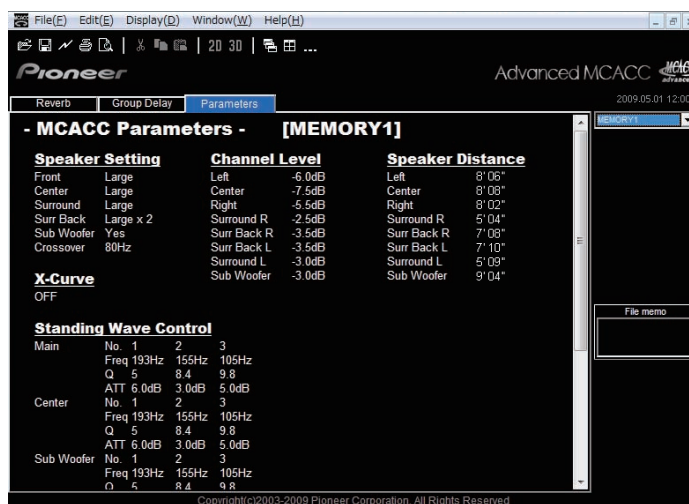 File(F) Edit(E) Display(D) Window(W) Help(H)
2D 3D ...
Pioneer
Advanced MCACC
Reverb Group Delay Parameters
2009.05.01 12:00
MEMORY1
- MCACC Parameters - [MEMORY1]
Speaker Setting Channel Level Speaker Distance
Front Large Left -6.0dB Left 8'06"
Center Large Center -7.5dB Center 8'08"
Surround Large Right -5.5dB Right 8'02"
Surr Back Large x 2 Surround R -2.5dB Surround R 5'04"
Sub Woofer Yes Surr Back R -3.5dB Surr Back R 7'08"
Crossover 80Hz Surr Back L -3.5dB Surr Back L 7'10"
Surround L -3.0dB Surround L 5'09"
X-Curve Sub Woofer -3.0dB Sub Woofer 9'04"
OFF
File memo
Standing Wave Control
Main No. 1 2 3
Freq 193Hz 155Hz 105Hz
Q 5 8.4 9.8
ATT 6.0dB 3.0dB 5.0dB
Center No. 1 2 3
Freq 193Hz 155Hz 105Hz
Q 5 8.4 9.8
ATT 6.0dB 3.0dB 5.0dB
Sub Woofer No. 1 2 3
Freq 193Hz 155Hz 105Hz
Q 5 8.4 9.8
Copyright(c)2003-2009 Pioneer Corporation. All Rights Reserved